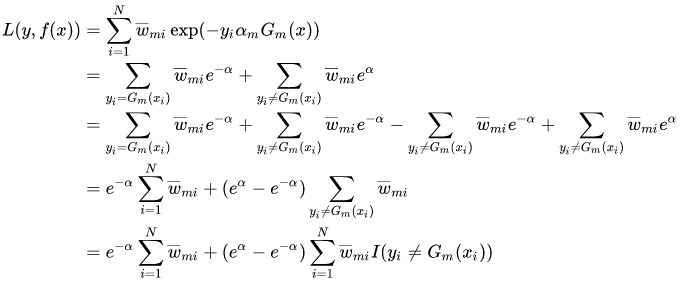 L(y, f(x)) = \sum_{i=1}^{N} \overline{w}_{mi} \exp(-y_i \alpha_m G_m(x))
= \sum_{y_i = G_m(x_i)} \overline{w}_{mi} e^{-\alpha} + \sum_{y_i \neq G_m(x_i)} \overline{w}_{mi} e^{\alpha}
= \sum_{y_i = G_m(x_i)} \overline{w}_{mi} e^{-\alpha} + \sum_{y_i \neq G_m(x_i)} \overline{w}_{mi} e^{-\alpha} - \sum_{y_i \neq G_m(x_i)} \overline{w}_{mi} e^{-\alpha} + \sum_{y_i \neq G_m(x_i)} \overline{w}_{mi} e^{\alpha}
= e^{-\alpha} \sum_{i=1}^{N} \overline{w}_{mi} + (e^{\alpha} - e^{-\alpha}) \sum_{y_i \neq G_m(x_i)} \overline{w}_{mi}
= e^{-\alpha} \sum_{i=1}^{N} \overline{w}_{mi} + (e^{\alpha} - e^{-\alpha}) \sum_{i=1}^{N} \overline{w}_{mi} I(y_i \neq G_m(x_i))